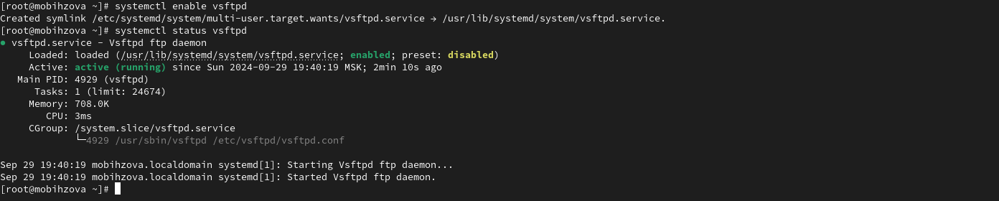 [root@mobihzova ~]# systemctl enable vsftpd
Created symlink /etc/systemd/system/multi-user.target.wants/vsftpd.service → /usr/lib/systemd/system/vsftpd.service.
[root@mobihzova ~]# systemctl status vsftpd
● vsftpd.service - Vsftpd ftp daemon
     Loaded: loaded (/usr/lib/systemd/system/vsftpd.service; enabled; preset: disabled)
     Active: active (running) since Sun 2024-09-29 19:40:19 MSK; 2min 10s ago
   Main PID: 4929 (vsftpd)
      Tasks: 1 (limit: 24674)
     Memory: 708.0K
        CPU: 3ms
     CGroup: /system.slice/vsftpd.service
             └─4929 /usr/sbin/vsftpd /etc/vsftpd/vsftpd.conf

Sep 29 19:40:19 mobihzova.localdomain systemd[1]: Starting Vsftpd ftp daemon...
Sep 29 19:40:19 mobihzova.localdomain systemd[1]: Started Vsftpd ftp daemon.
[root@mobihzova ~]#